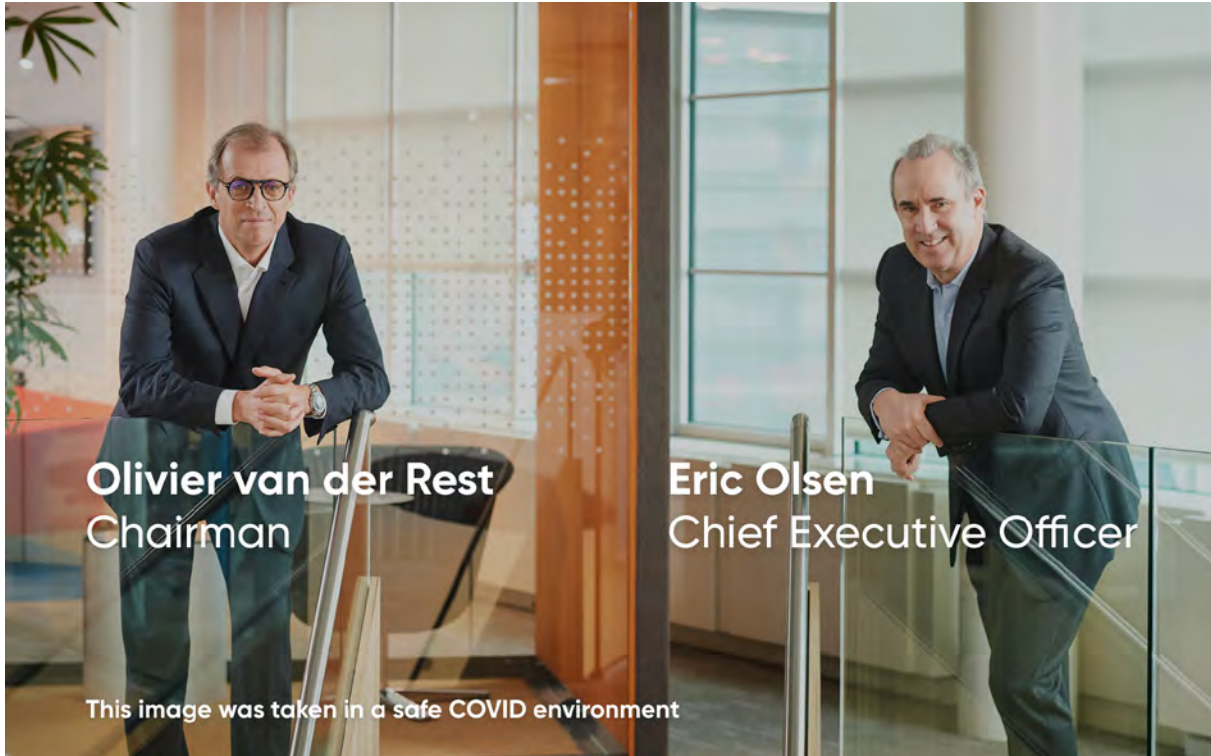 Olivier van der Rest
Chairman
Eric Olsen
Chief Executive Officer
This image was taken in a safe COVID environment